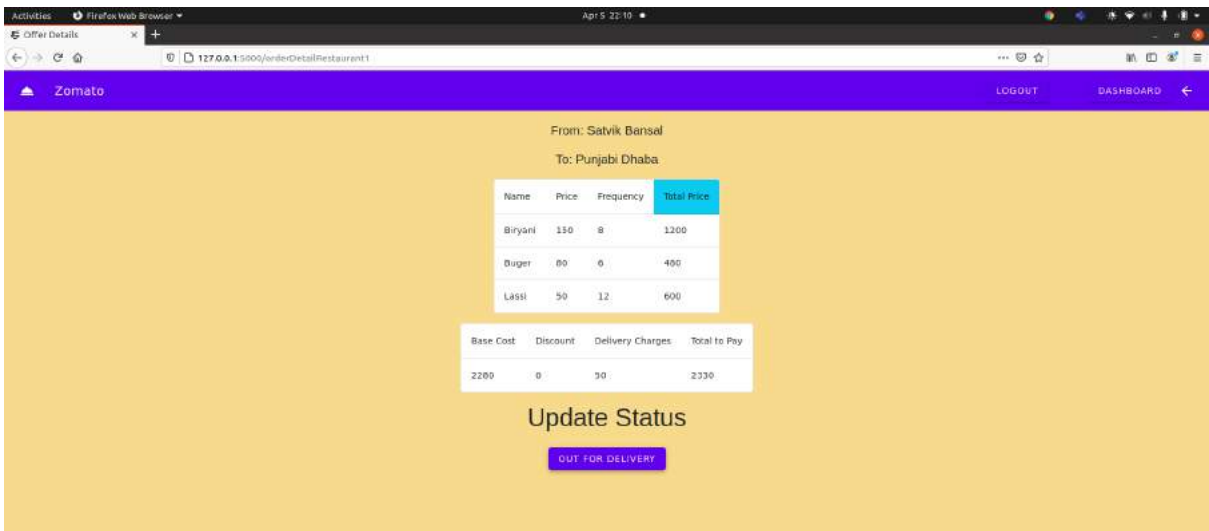 Activities Firefox Web Browser Apr 5 22:10
Offer Details
127.0.0.1:5000/orderDetailRestaurant1
Zomato LOGOUT DASHBOARD
From: Satvik Bansal
To: Punjabi Dhaba
Name Price Frequency Total Price
Biryani 150 8 1200
Buger 80 6 480
Lassi 50 12 600
Base Cost Discount Delivery Charges Total to Pay
2280 0 50 2330
Update Status
OUT FOR DELIVERY